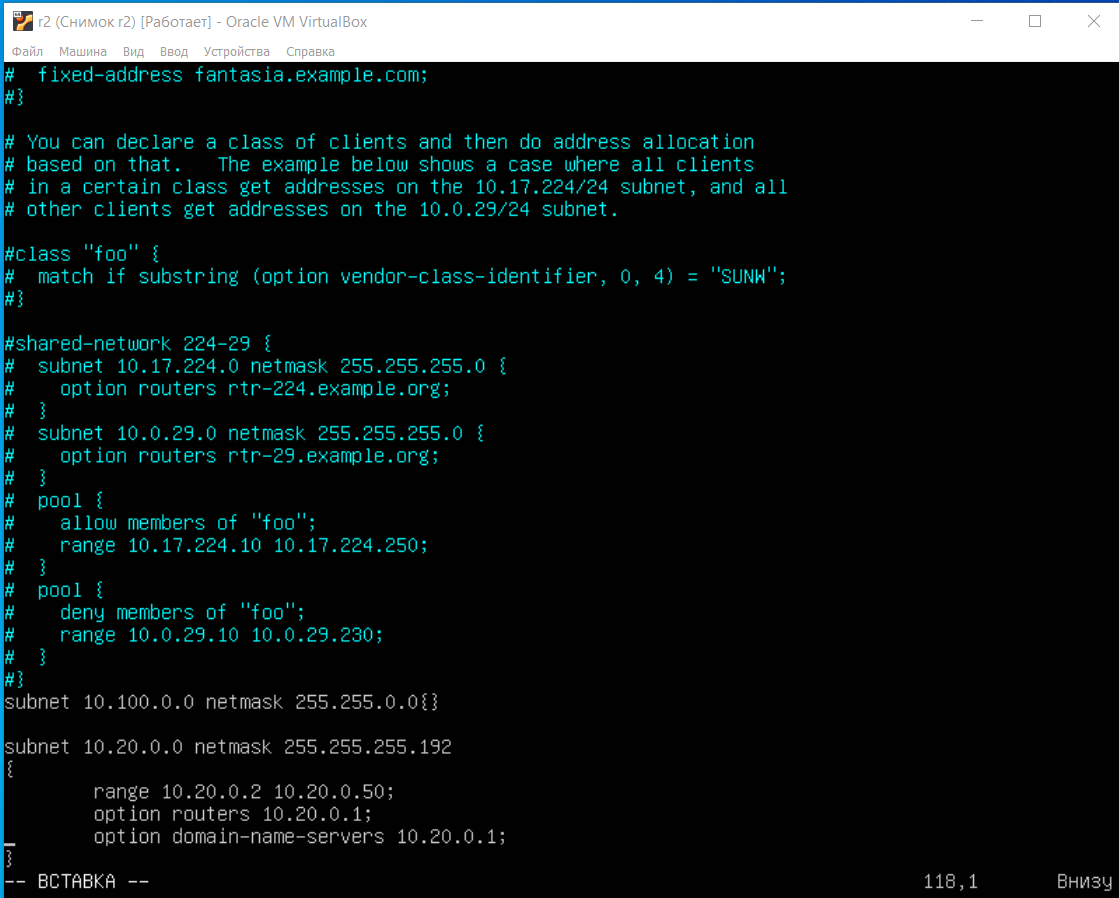 r2 (Снимок r2) [Работает] - Oracle VM VirtualBox
Файл Машина Вид Ввод Устройства Справка
#  fixed-address fantasia.example.com;
#}
# You can declare a class of clients and then do address allocation
# based on that.   The example below shows a case where all clients
# in a certain class get addresses on the 10.17.224/24 subnet, and all
# other clients get addresses on the 10.0.29/24 subnet.
#class "foo" {
#  match if substring (option vendor-class-identifier, 0, 4) = "SUNW";
#}
#shared-network 224-29 {
#  subnet 10.17.224.0 netmask 255.255.255.0 {
#    option routers rtr-224.example.org;
#  }
#  subnet 10.0.29.0 netmask 255.255.255.0 {
#    option routers rtr-29.example.org;
#  }
#  pool {
#    allow members of "foo";
#    range 10.17.224.10 10.17.224.250;
#  }
#  pool {
#    deny members of "foo";
#    range 10.0.29.10 10.0.29.230;
#  }
#}
subnet 10.100.0.0 netmask 255.255.0.0{}
subnet 10.20.0.0 netmask 255.255.255.192
{
        range 10.20.0.2 10.20.0.50;
        option routers 10.20.0.1;
        option domain-name-servers 10.20.0.1;
}
-- ВСТАВКА -- 118,1 Внизу